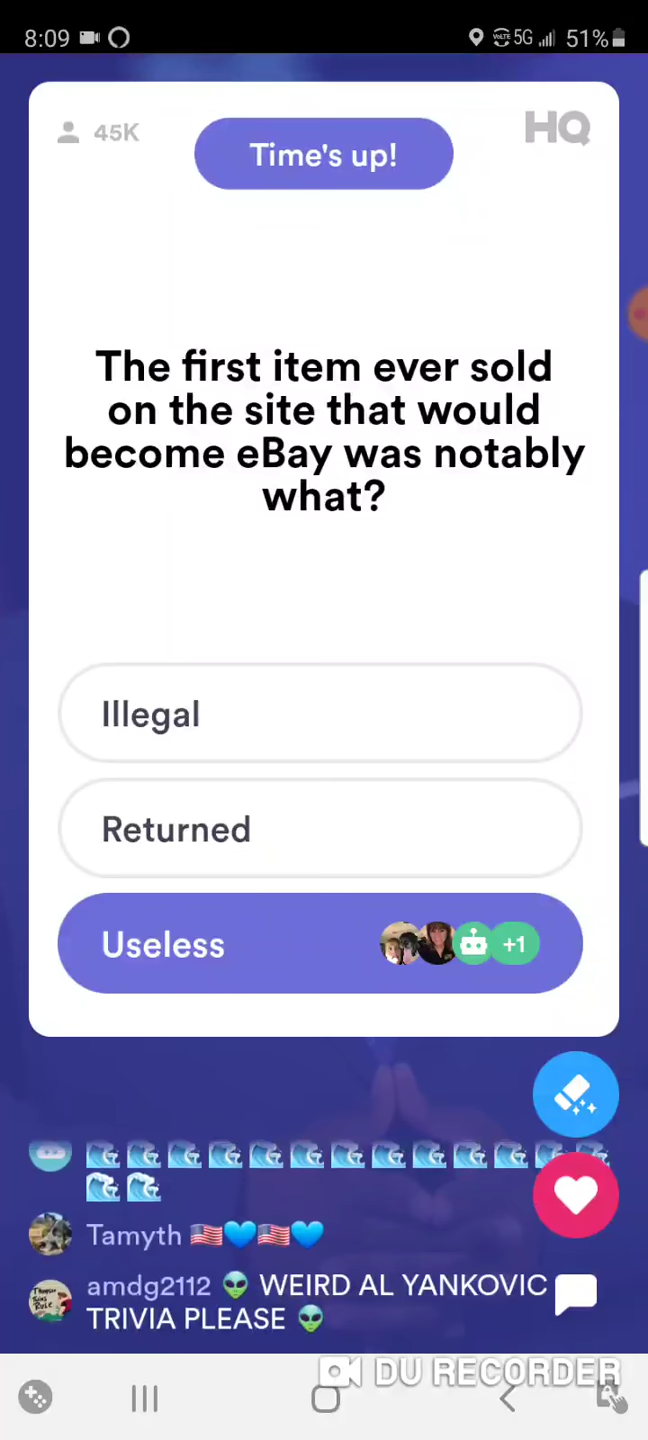 8:09
VoLTE 5G 51%
45K
Time's up!
HQ
The first item ever sold
on the site that would
become eBay was notably
what?
Illegal
Returned
Useless
+1
Tamyth 🇺🇸💙🇺🇸💙
amdg2112 👽 WEIRD AL YANKOVIC
TRIVIA PLEASE 👽
DU RECORDER